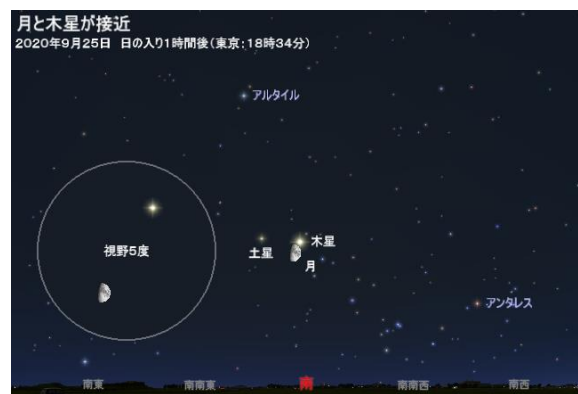 月と木星が接近
2020年9月25日 日の入り1時間後(東京:18時34分)
アルタイル
視野5度
土星
木星
月
アンタレス
南東
南南東
南
南南西
南西